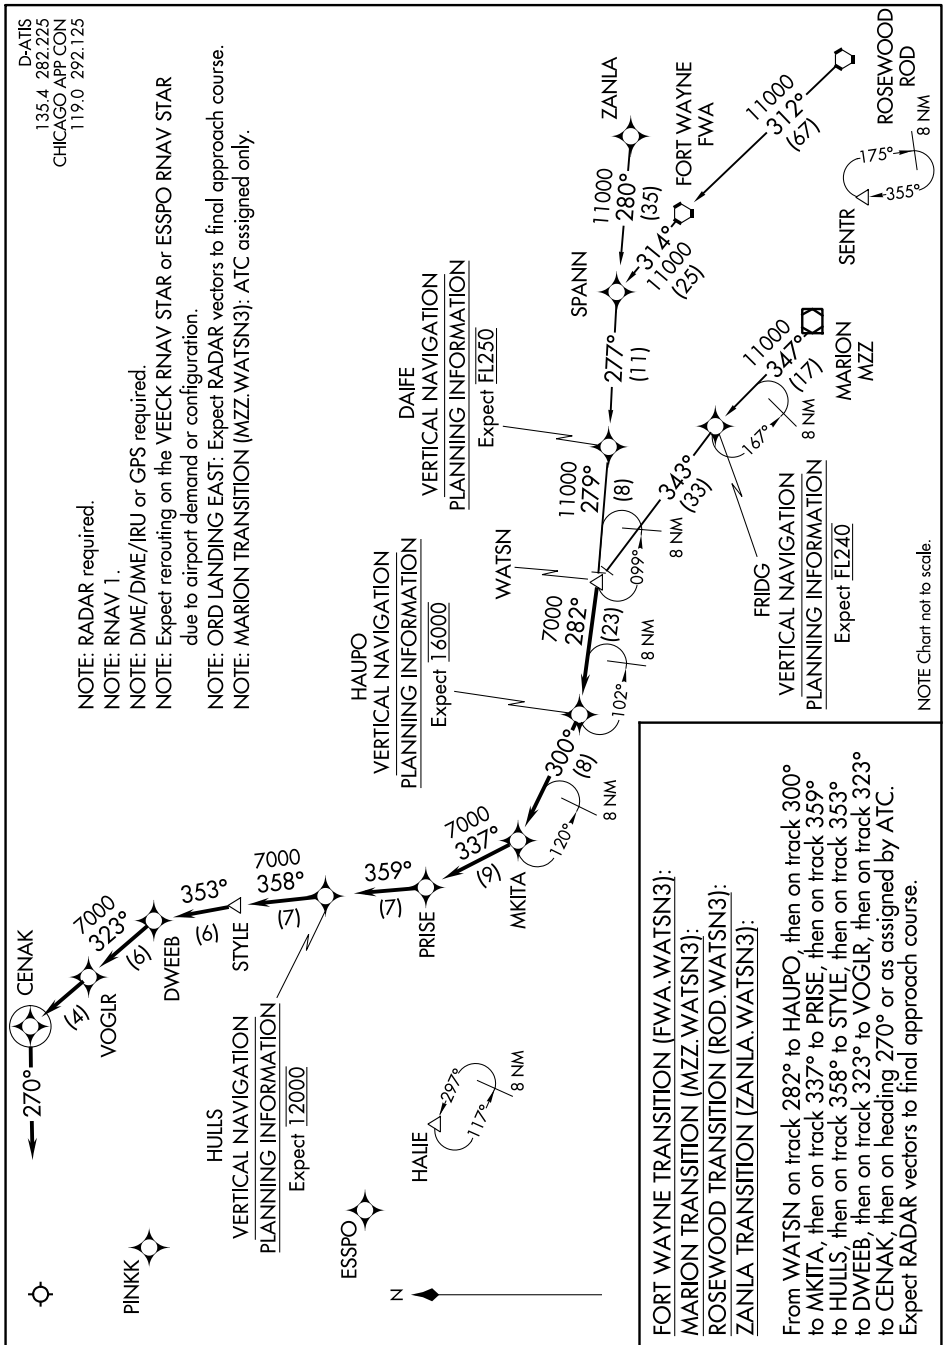 D-ATIS
135.4 282.225
CHICAGO APP CON
119.0 292.125
NOTE: RADAR required.
NOTE: RNAV 1.
NOTE: DME/DME/IRU or GPS required.
NOTE: Expect rerouting on the VEECK RNAV STAR or ESSPO RNAV STAR
due to airport demand or configuration.
NOTE: ORD LANDING EAST: Expect RADAR vectors to final approach course.
NOTE: MARION TRANSITION (MZZ.WATSN3): ATC assigned only.
PINKK
270°
CENAK
(4)
VOGLR
7000
323°
(6)
DWEEB
353°
(6)
STYLE
7000
358°
(7)
HULLS
VERTICAL NAVIGATION
PLANNING INFORMATION
Expect 12000
359°
(7)
PRISE
7000
337°
(9)
MKITA
ESSPO
HALIE
297°
117°
8 NM
N
HAUPO
VERTICAL NAVIGATION
PLANNING INFORMATION
Expect 16000
300°
(8)
120°
8 NM
7000
282°
(23)
102°
8 NM
WATSN
099°
8 NM
DAIFE
VERTICAL NAVIGATION
PLANNING INFORMATION
Expect FL250
11000
279°
(8)
277°
(11)
SPANN
11000
280°
(35)
ZANLA
314°
11000
(25)
FORT WAYNE
FWA
11000
312°
(67)
ROSEWOOD
ROD
343°
(33)
FRIDG
VERTICAL NAVIGATION
PLANNING INFORMATION
Expect FL240
167°
8 NM
11000
347°
(17)
MARION
MZZ
SENTR
175°
355°
8 NM
NOTE Chart not to scale.
FORT WAYNE TRANSITION (FWA.WATSN3):
MARION TRANSITION (MZZ.WATSN3):
ROSEWOOD TRANSITION (ROD.WATSN3):
ZANLA TRANSITION (ZANLA.WATSN3):
From WATSN on track 282° to HAUPO, then on track 300°
to MKITA, then on track 337° to PRISE, then on track 359°
to HULLS, then on track 358° to STYLE, then on track 353°
to DWEEB, then on track 323° to VOGLR, then on track 323°
to CENAK, then on heading 270° or as assigned by ATC.
Expect RADAR vectors to final approach course.